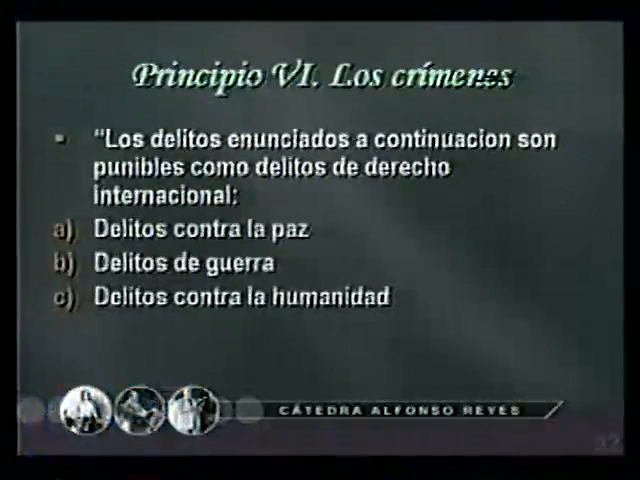 Principio VI. Los crímenes
"Los delitos enunciados a continuacion son
punibles como delitos de derecho
internacional:
a) Delitos contra la paz
b) Delitos de guerra
c) Delitos contra la humanidad
CÁTEDRA ALFONSO REYES
32